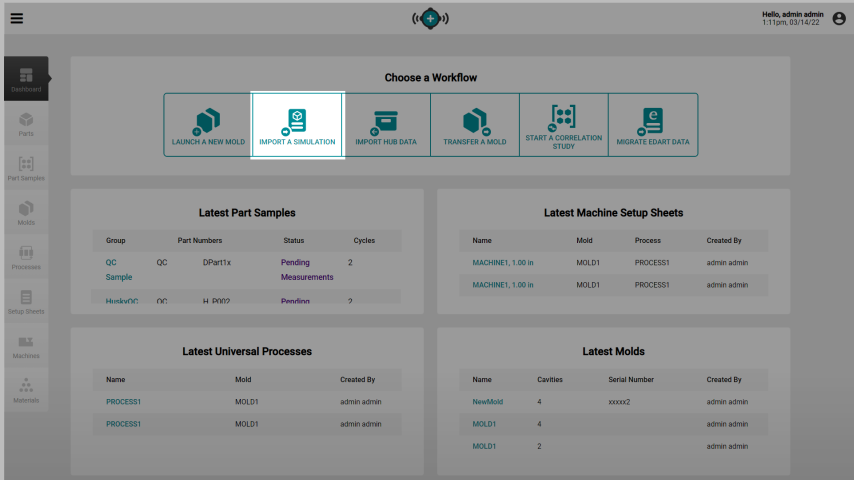 Hello, admin admin
1:11pm, 03/14/22
Dashboard
Parts
Part Samples
Molds
Processes
Setup Sheets
Machines
Materials
Choose a Workflow
LAUNCH A NEW MOLD
IMPORT A SIMULATION
IMPORT HUB DATA
TRANSFER A MOLD
START A CORRELATION
STUDY
MIGRATE EDART DATA
Latest Part Samples
Group Part Numbers Status Cycles
QC QC DPart1x Pending 2
Sample Measurements
HuskyQC QC H_P002 Pending 2
Latest Machine Setup Sheets
Name Mold Process Created By
MACHINE1, 1.00 in MOLD1 PROCESS1 admin admin
MACHINE1, 1.00 in MOLD1 PROCESS1 admin admin
Latest Universal Processes
Name Mold Created By
PROCESS1 MOLD1 admin admin
PROCESS1 MOLD1 admin admin
Latest Molds
Name Cavities Serial Number Created By
NewMold 4 xxxxx2 admin admin
MOLD1 4 admin admin
MOLD1 2 admin admin